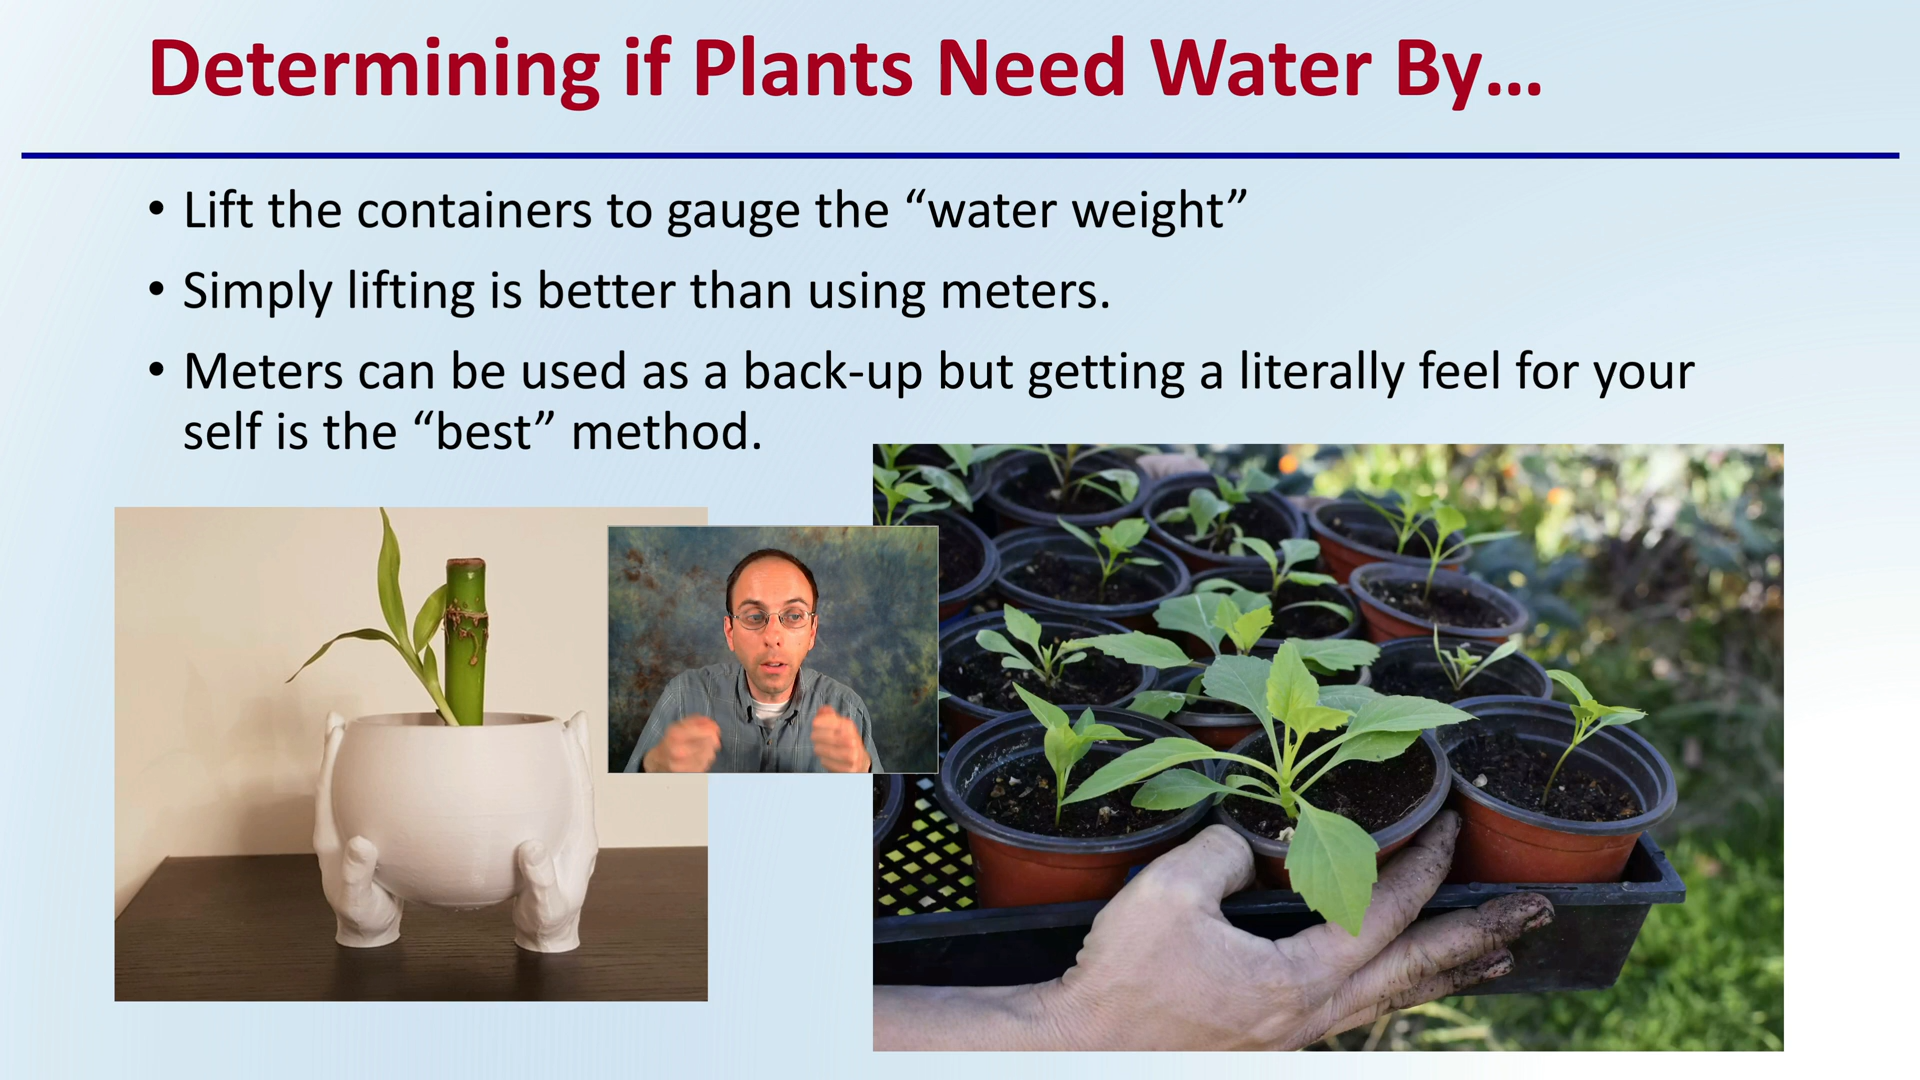 Determining if Plants Need Water By…
• Lift the containers to gauge the “water weight”
• Simply lifting is better than using meters.
• Meters can be used as a back-up but getting a literally feel for your
self is the “best” method.